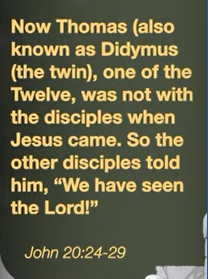 Now Thomas (also
known as Didymus
(the twin), one of the
Twelve, was not with
the disciples when
Jesus came. So the
other disciples told
him, “We have seen
the Lord!”
John 20:24-29